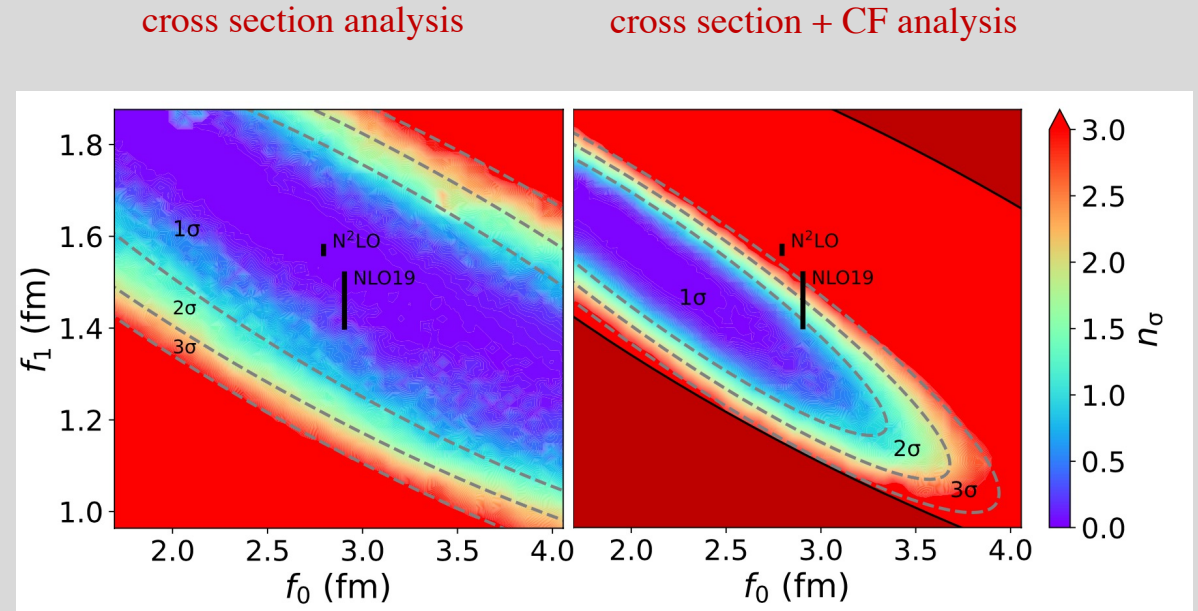 cross section analysis
cross section + CF analysis
f₁ (fm)
1.8
1.6
1.4
1.2
1.0
1σ
2σ
3σ
N²LO
NLO19
2.0 2.5 3.0 3.5 4.0
f₀ (fm)
N²LO
NLO19
1σ
2σ
3σ
2.0 2.5 3.0 3.5 4.0
f₀ (fm)
3.0
2.5
2.0
1.5
1.0
0.5
0.0
nσ